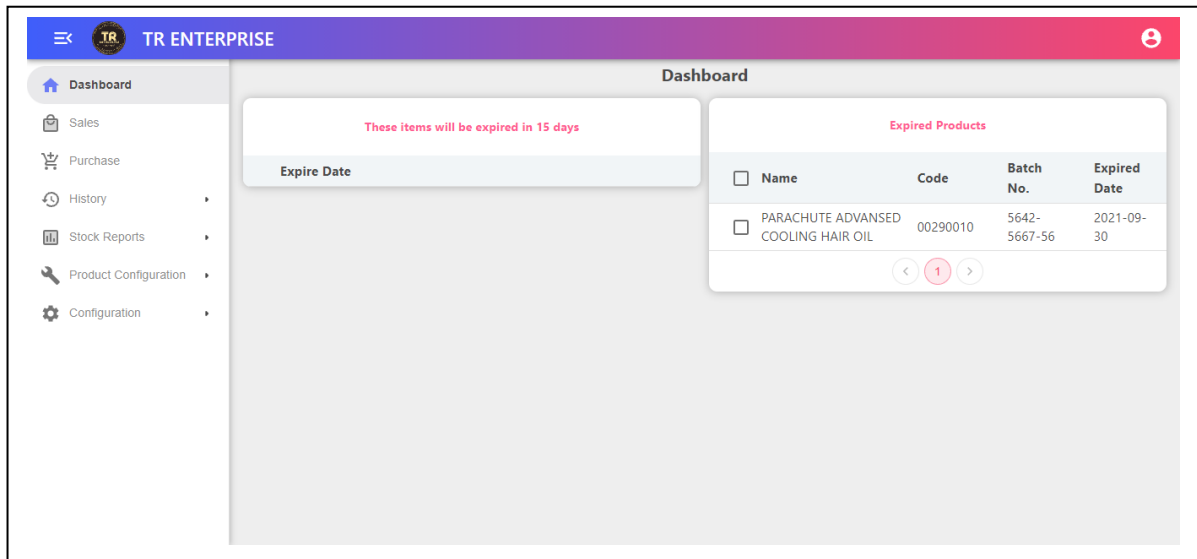 TR
TR ENTERPRISE
Dashboard
Sales
Purchase
History
Stock Reports
Product Configuration
Configuration
Dashboard
These items will be expired in 15 days
Expire Date
Expired Products
Name Code Batch No. Expired Date
PARACHUTE ADVANSED 00290010 5642- 2021-09-
COOLING HAIR OIL 5667-56 30
1